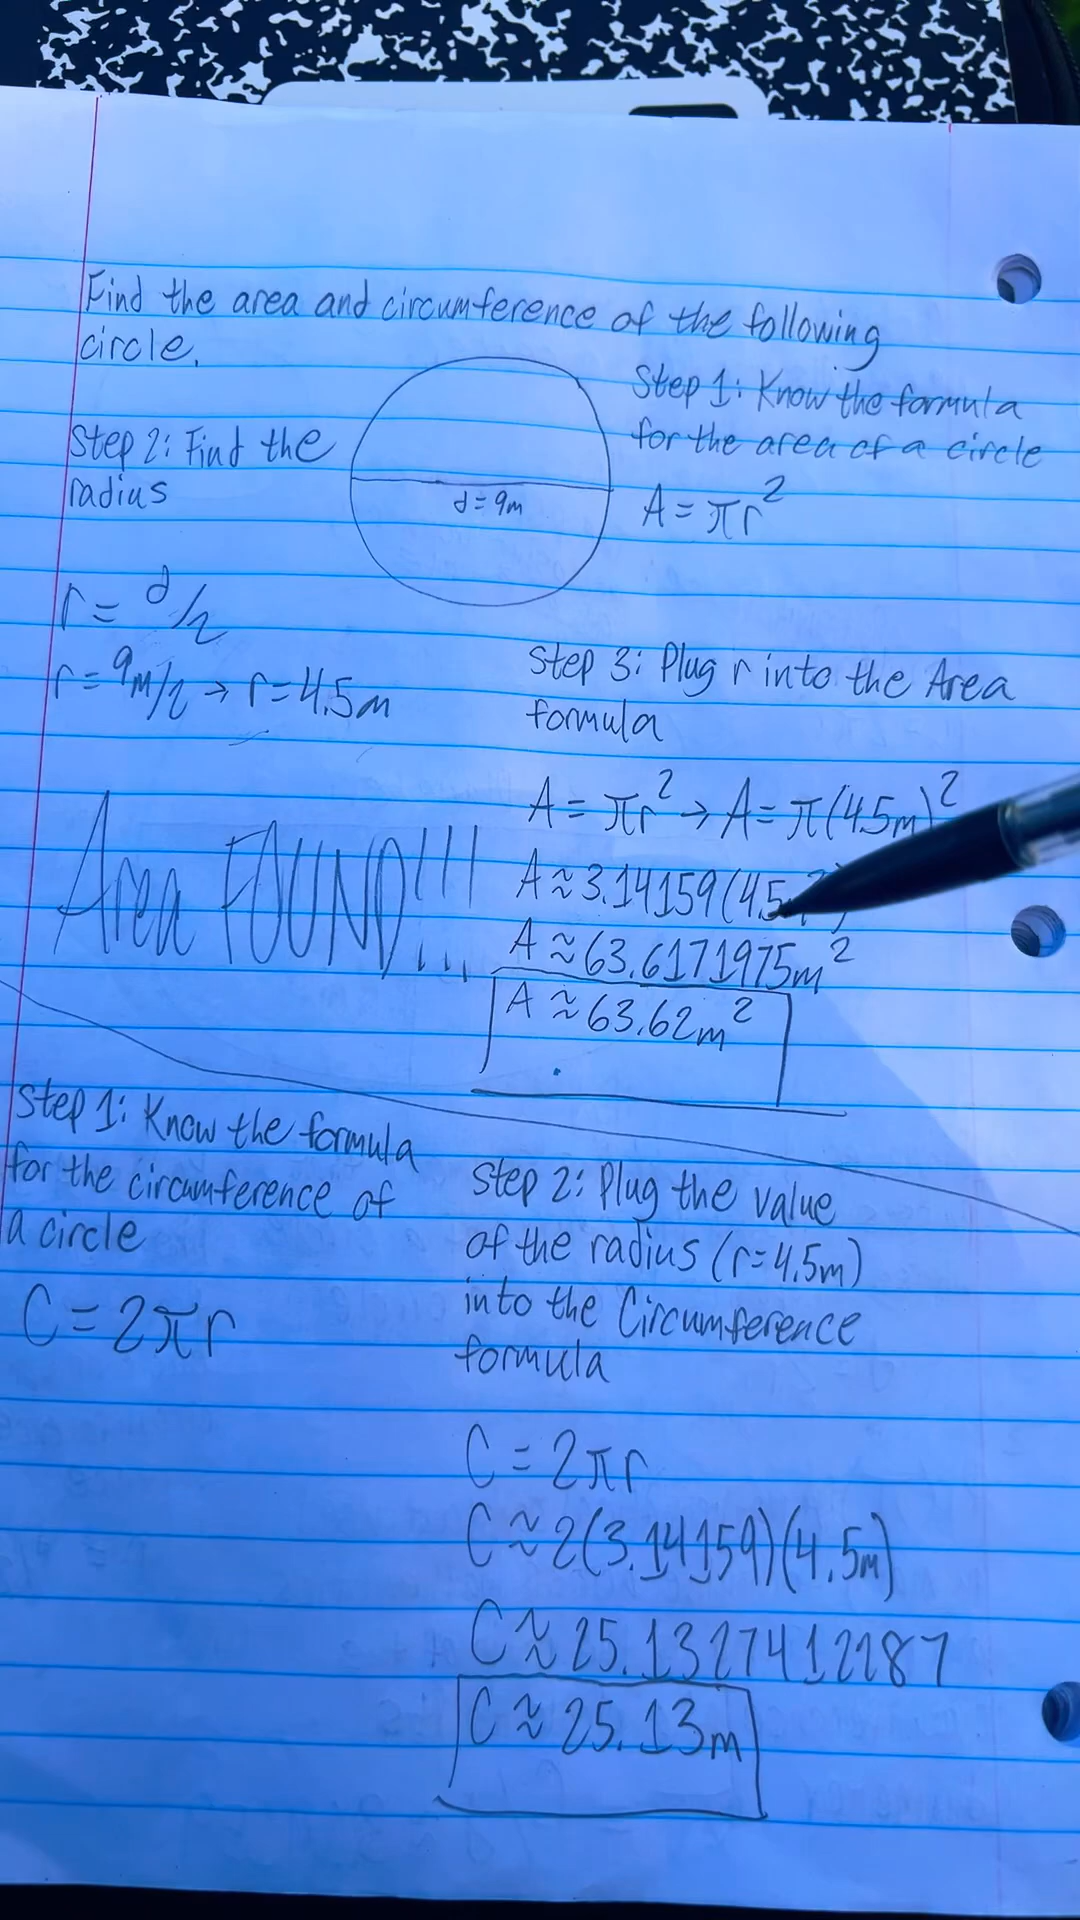 Find the area and circumference of the following
circle.
Step 1: Know the formula
for the area of a circle
A = πr²
Step 2: Find the
radius
d = 9m
r = d/2
r = 9m/2 → r = 4.5m
Step 3: Plug r into the Area
formula
A = πr² → A = π(4.5m)²
A ≈ 3.14159(4.5
A ≈ 63.6171975m²
A ≈ 63.62m²
Area FOUND!!!
Step 1: Know the formula
for the circumference of
a circle
C = 2πr
Step 2: Plug the value
of the radius (r=4.5m)
into the Circumference
formula
C = 2πr
C ≈ 2(3.14159)(4.5m)
C ≈ 25.1327412287
C ≈ 25.13m